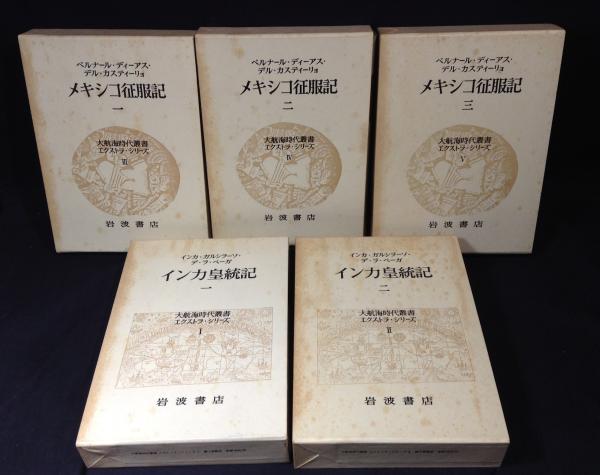 ベルナール・ディーアス・
デル・カスティーリョ
メキシコ征服記
一
大航海時代叢書
エクストラ・シリーズ
III
岩波書店
ベルナール・ディーアス・
デル・カスティーリョ
メキシコ征服記
二
大航海時代叢書
エクストラ・シリーズ
IV
岩波書店
ベルナール・ディーアス・
デル・カスティーリョ
メキシコ征服記
三
大航海時代叢書
エクストラ・シリーズ
V
岩波書店
インカ・ガルシラーソ・
デ・ラ・ベーガ
インカ皇統記
一
大航海時代叢書
エクストラ・シリーズ
I
岩波書店
インカ・ガルシラーソ・
デ・ラ・ベーガ
インカ皇統記
二
大航海時代叢書
エクストラ・シリーズ
II
岩波書店